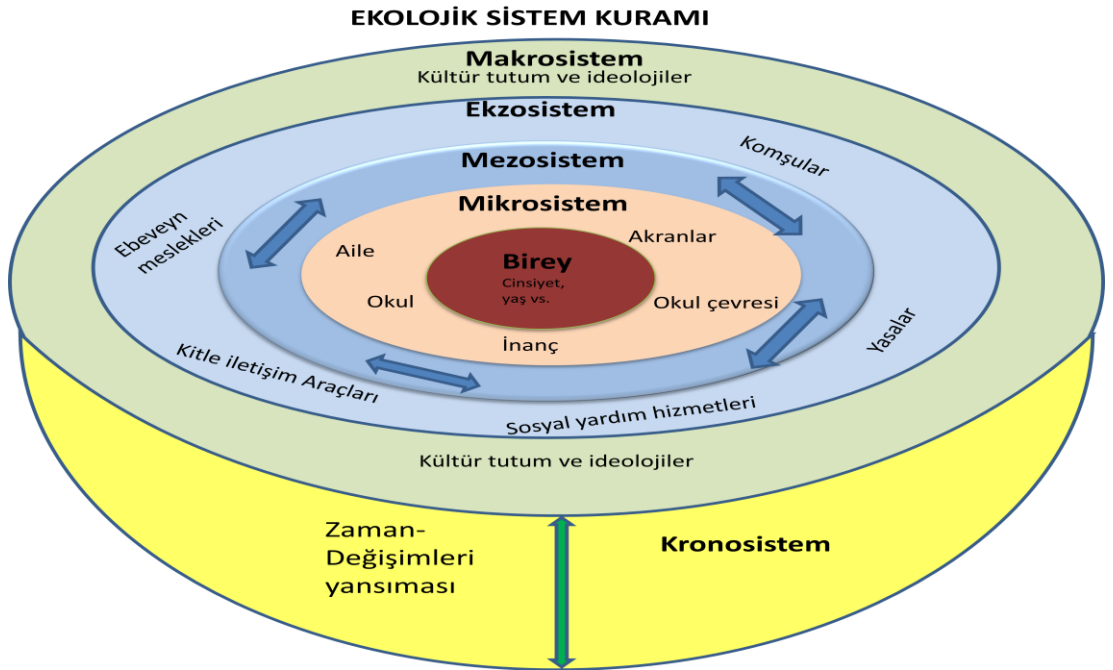 EKOLOJİK SİSTEM KURAMI
Makrosistem
Kültür tutum ve ideolojiler
Ekzosistem
Komşular
Mezosistem
Mikrosistem
Ebeveyn
meslekleri
Aile
Akranlar
Birey
Cinsiyet,
yaş vs.
Okul
Okul çevresi
İnanç
Yasalar
Kitle iletişim Araçları
Sosyal yardım hizmetleri
Kültür tutum ve ideolojiler
Zaman-
Değişimleri
yansıması
Kronosistem